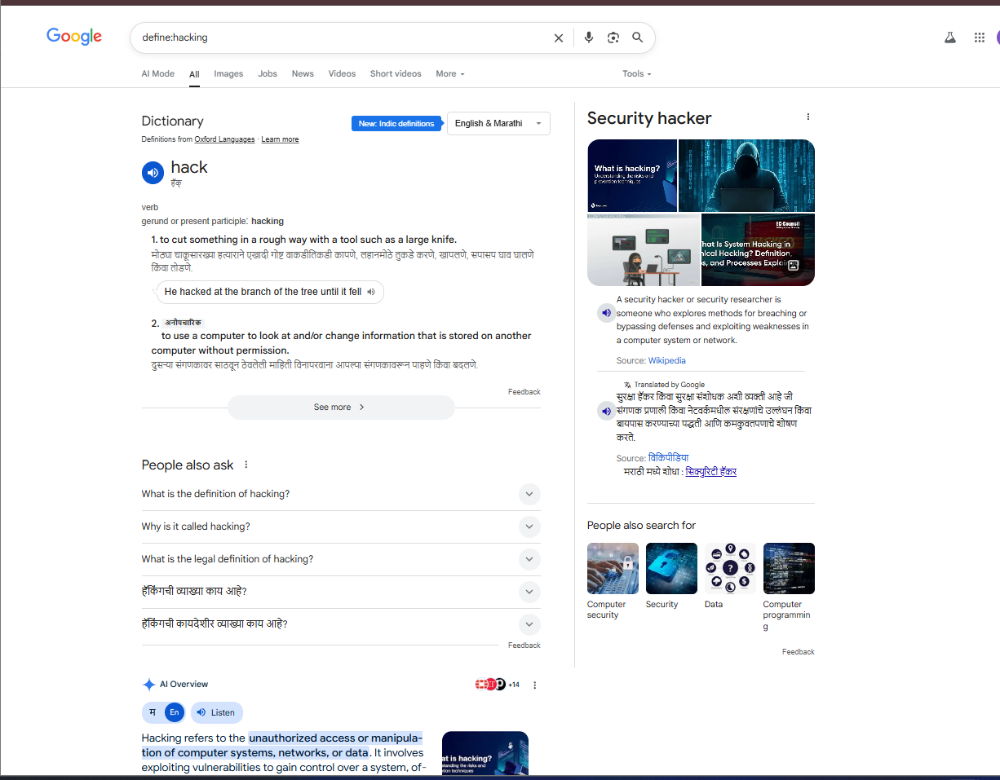 Google
define:hacking
AI Mode All Images Jobs News Videos Short videos More Tools
Dictionary
New: Indic definitions
English & Marathi
Definitions from Oxford Languages · Learn more
hack
हॅक्
verb
gerund or present participle: hacking
1. to cut something in a rough way with a tool such as a large knife.
मोठ्या चाकूसारख्या हत्याराने एखादी गोष्ट वाकडीतिकडी कापणे, लहानमोठे तुकडे करणे, खापलणे, सपासप घाव घालणे
किंवा तोडणे.
He hacked at the branch of the tree until it fell
2. अनौपचारिक
to use a computer to look at and/or change information that is stored on another
computer without permission.
दुसऱ्या संगणकावर साठवून ठेवलेली माहिती विनापरवाना आपल्या संगणकावरून पाहणे किंवा बदलणे.
Feedback
See more
People also ask
What is the definition of hacking?
Why is it called hacking?
What is the legal definition of hacking?
हॅकिंगची व्याख्या काय आहे?
हॅकिंगची कायदेशीर व्याख्या काय आहे?
Feedback
AI Overview
+14
म En Listen
Hacking refers to the unauthorized access or manipula-
tion of computer systems, networks, or data. It involves
exploiting vulnerabilities to gain control over a system, of-
at is hacking?
standing the risks and
ntion techniques
Security hacker
What is hacking?
Understanding the risks and
prevention techniques
COMPUTER HACKING
EC-Council
hat Is System Hacking in
nical Hacking? Definition,
s, and Processes Explain
A security hacker or security researcher is
someone who explores methods for breaching or
bypassing defenses and exploiting weaknesses in
a computer system or network.
Source: Wikipedia
Translated by Google
सुरक्षा हॅकर किंवा सुरक्षा संशोधक अशी व्यक्ती आहे जी
संगणक प्रणाली किंवा नेटवर्कमधील संरक्षणांचे उल्लंघन किंवा
बायपास करण्याच्या पद्धती आणि कमकुवतपणाचे शोषण
करते.
Source: विकिपीडिया
मराठी मध्ये शोधा : सिक्युरिटी हॅकर
People also search for
Computer
security
Security
Data
Computer
programmin
g
Feedback